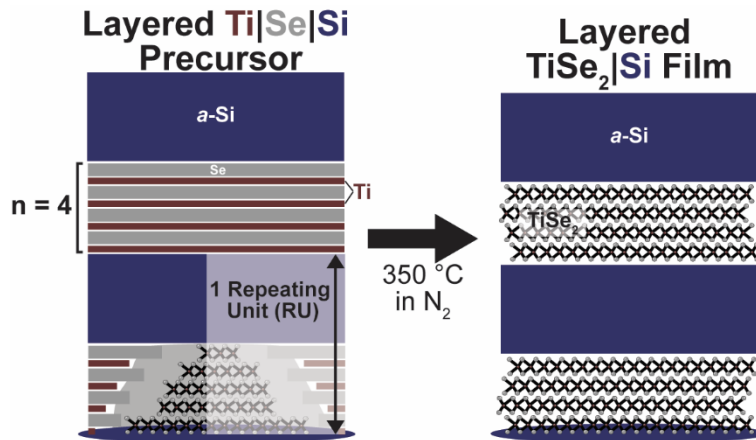 Layered Ti|Se|Si
Precursor
a-Si
Se
Ti
n = 4
1 Repeating
Unit (RU)
350 °C
in N₂
Layered
TiSe₂|Si Film
a-Si
TiSe₂